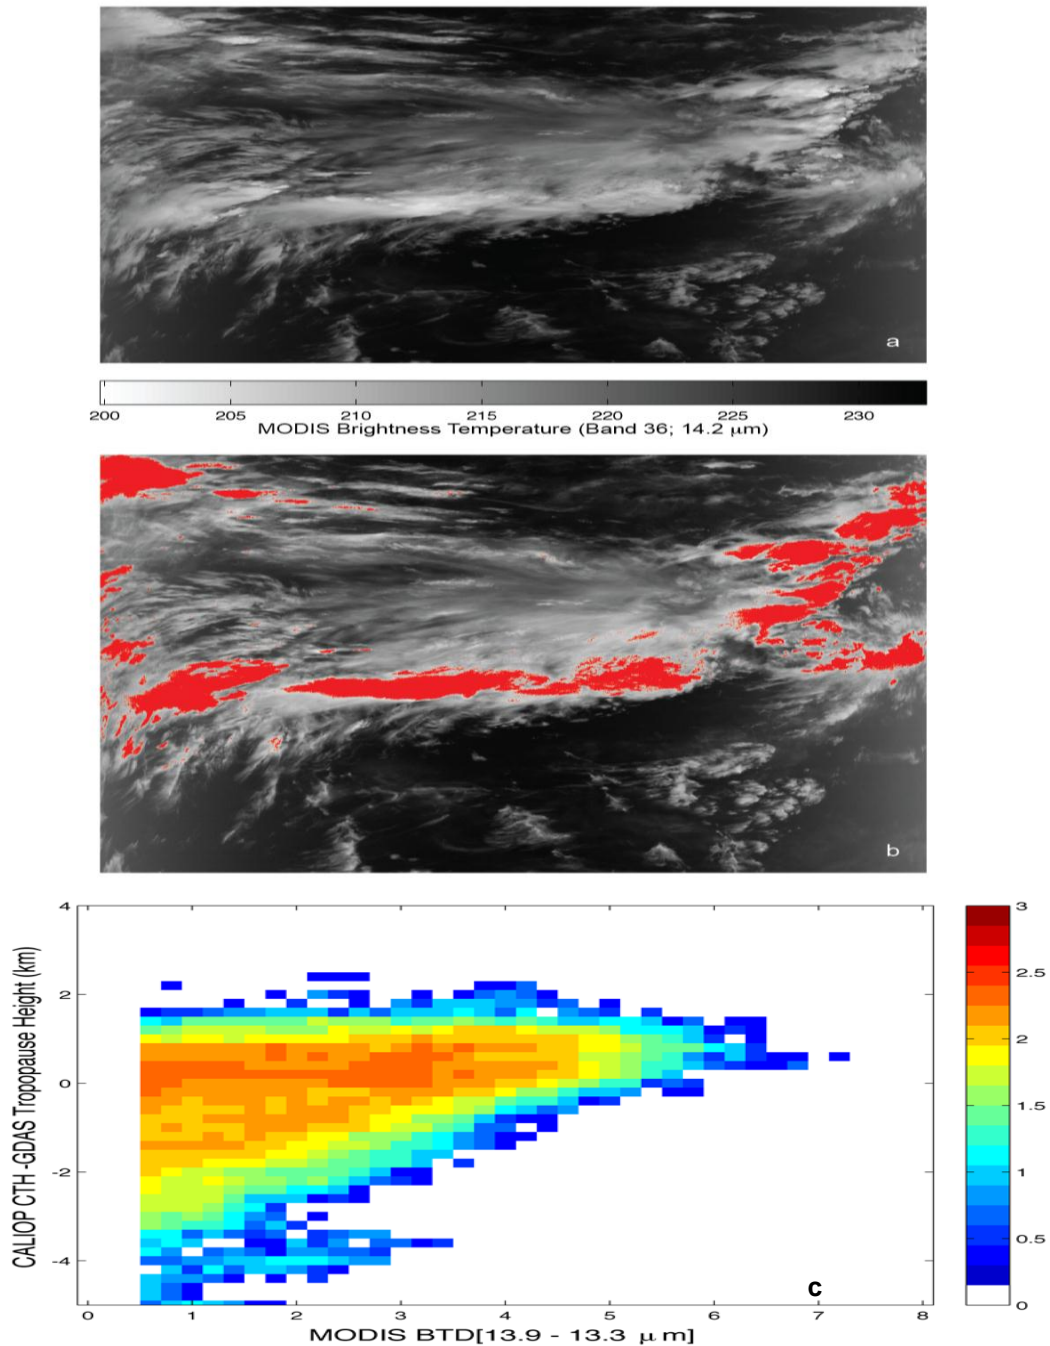 a
200 205 210 215 220 225 230
MODIS Brightness Temperature (Band 36; 14.2 μm)
b
4
2
0
-2
-4
CALIOP CTH -GDAS Tropopause Height (km)
c
0 1 2 3 4 5 6 7 8
MODIS BTD[13.9 - 13.3 μ m]
3
2.5
2
1.5
1
0.5
0